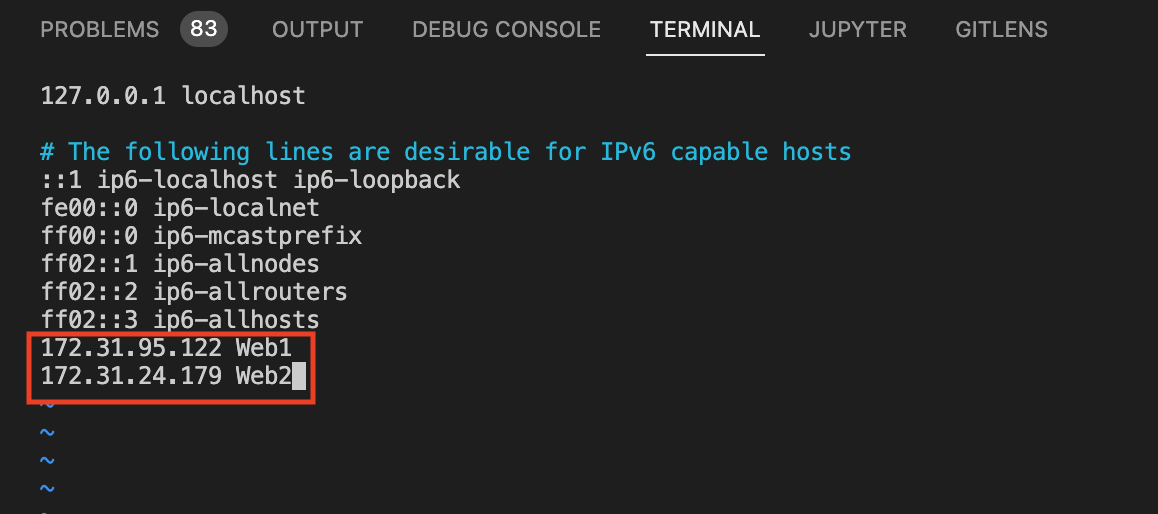 PROBLEMS 83 OUTPUT DEBUG CONSOLE TERMINAL JUPYTER GITLENS
127.0.0.1 localhost
# The following lines are desirable for IPv6 capable hosts
::1 ip6-localhost ip6-loopback
fe00::0 ip6-localnet
ff00::0 ip6-mcastprefix
ff02::1 ip6-allnodes
ff02::2 ip6-allrouters
ff02::3 ip6-allhosts
172.31.95.122 Web1
172.31.24.179 Web2
~
~
~
~